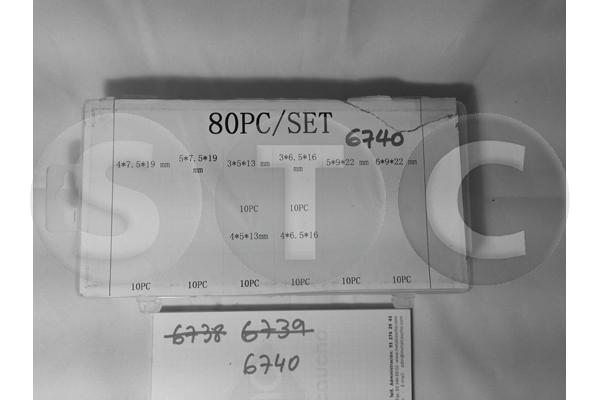 80PC/SET
6740
4*7.5*19 mm 5*7.5*19 mm 3*5*13 mm 3*6.5*16 mm 5*9*22 mm 6*9*22 mm
10PC 10PC
4*5*13mm 4*6.5*16
10PC 10PC 10PC 10PC 10PC 10PC
STC
6738 6739
6740
caucho